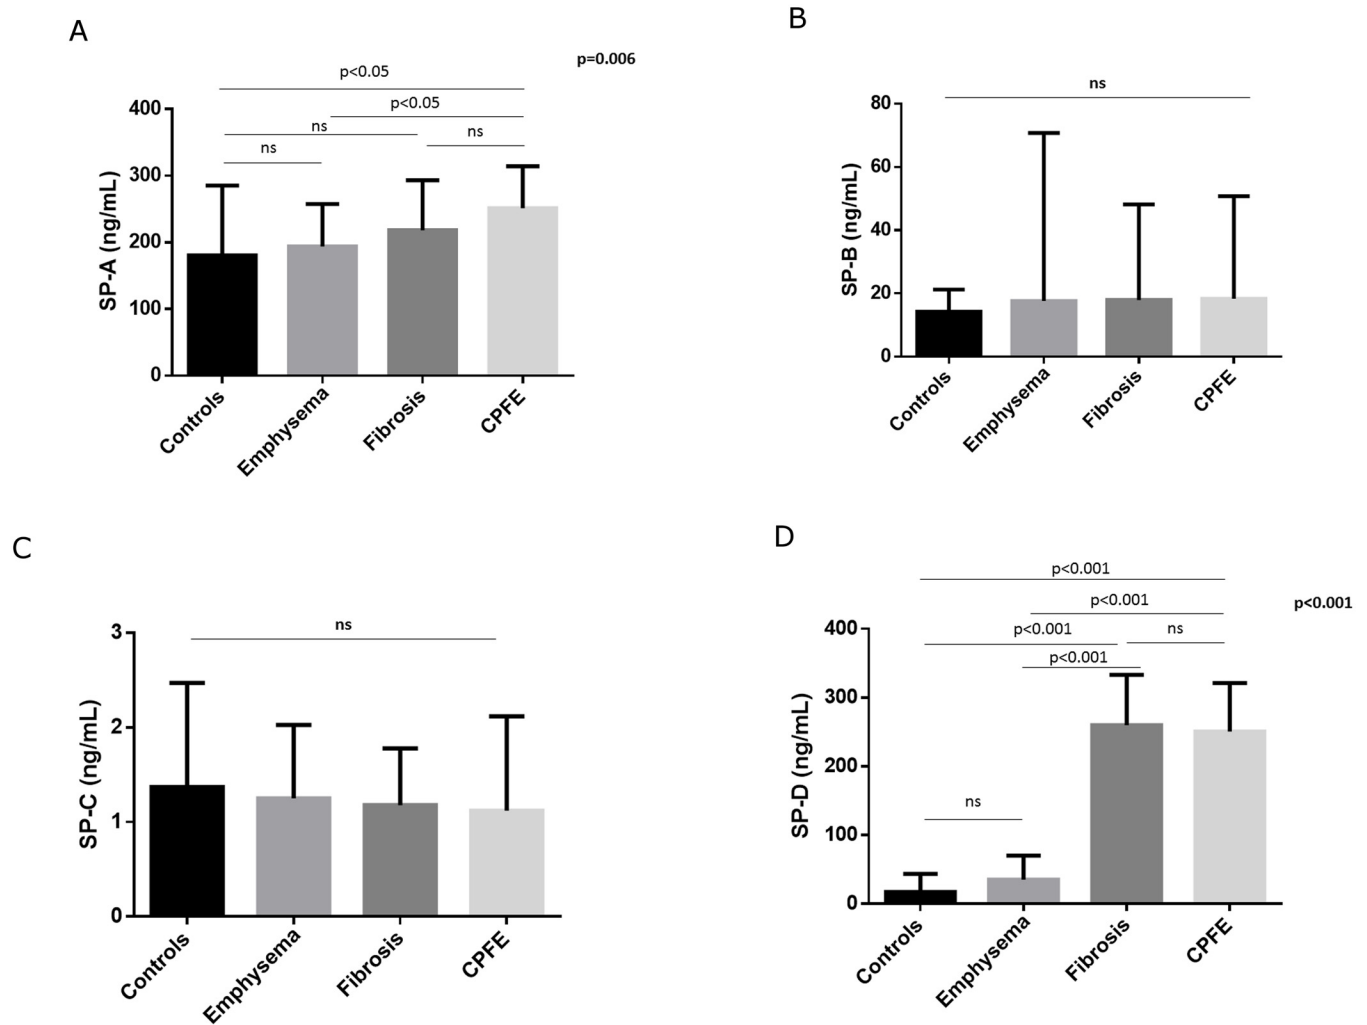 A
p=0.006
p<0.05
p<0.05
ns
ns
ns
SP-A (ng/mL)
400
300
200
100
0
Controls
Emphysema
Fibrosis
CPFE
B
ns
SP-B (ng/mL)
80
60
40
20
0
Controls
Emphysema
Fibrosis
CPFE
C
ns
SP-C (ng/mL)
3
2
1
0
Controls
Emphysema
Fibrosis
CPFE
D
p<0.001
p<0.001
p<0.001
p<0.001
ns
p<0.001
ns
SP-D (ng/mL)
400
300
200
100
0
Controls
Emphysema
Fibrosis
CPFE